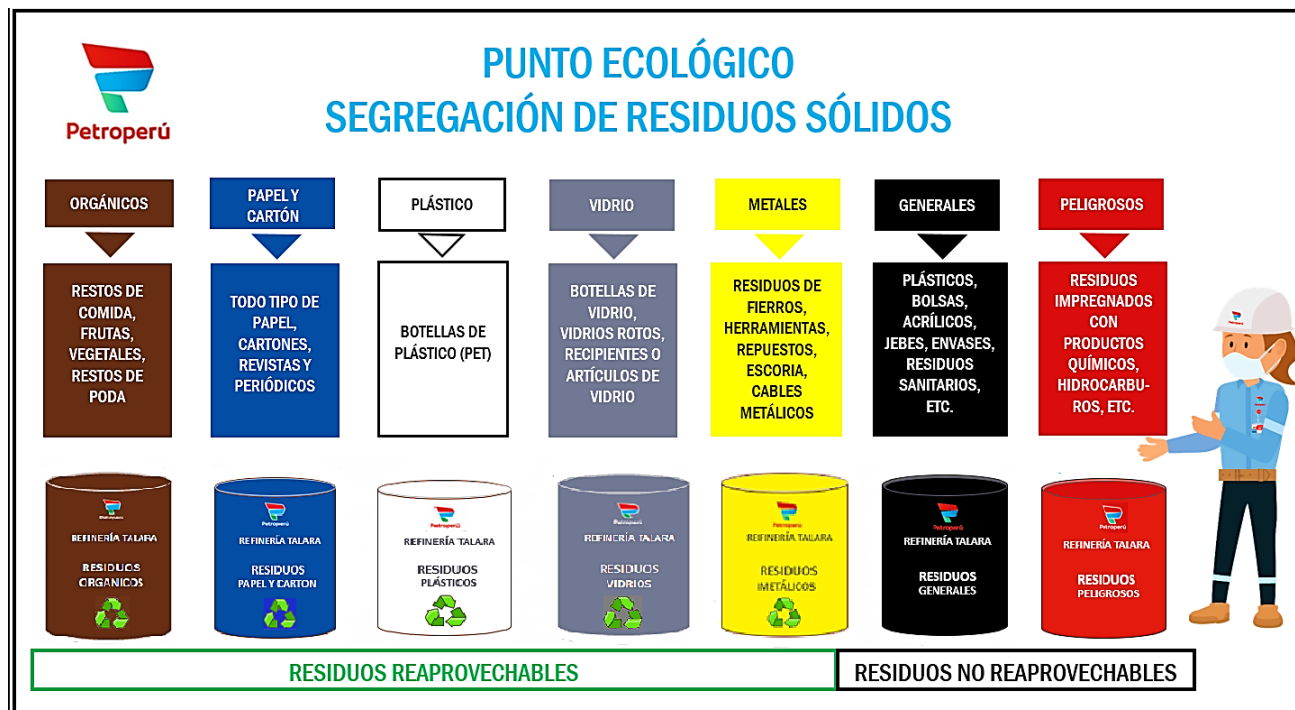 Petroperú
PUNTO ECOLÓGICO
SEGREGACIÓN DE RESIDUOS SÓLIDOS
ORGÁNICOS
PAPEL Y
CARTÓN
PLÁSTICO
VIDRIO
METALES
GENERALES
PELIGROSOS
RESTOS DE
COMIDA,
FRUTAS,
VEGETALES,
RESTOS DE
PODA
TODO TIPO DE
PAPEL,
CARTONES,
REVISTAS Y
PERIÓDICOS
BOTELLAS DE
PLÁSTICO (PET)
BOTELLAS DE
VIDRIO,
VIDRIOS ROTOS,
RECIPIENTES O
ARTÍCULOS DE
VIDRIO
RESIDUOS DE
FIERROS,
HERRAMIENTAS,
REPUESTOS,
ESCORIA,
CABLES
METÁLICOS
PLÁSTICOS,
BOLSAS,
ACRÍLICOS,
JEBES, ENVASES,
RESIDUOS
SANITARIOS,
ETC.
RESIDUOS
IMPREGNADOS
CON
PRODUCTOS
QUÍMICOS,
HIDROCARBU-
ROS, ETC.
Petroperú
REFINERÍA TALARA
RESIDUOS
ORGANICOS
Petroperú
REFINERÍA TALARA
RESIDUOS
PAPEL Y CARTON
Petroperú
REFINERÍA TALARA
RESIDUOS
PLÁSTICOS
Petroperú
REFINERÍA TALARA
RESIDUOS
VIDRIOS
Petroperú
REFINERÍA TALARA
RESIDUOS
METÁLICOS
Petroperú
REFINERÍA TALARA
RESIDUOS
GENERALES
Petroperú
REFINERÍA TALARA
RESIDUOS
PELIGROSOS
RESIDUOS REAPROVECHABLES
RESIDUOS NO REAPROVECHABLES